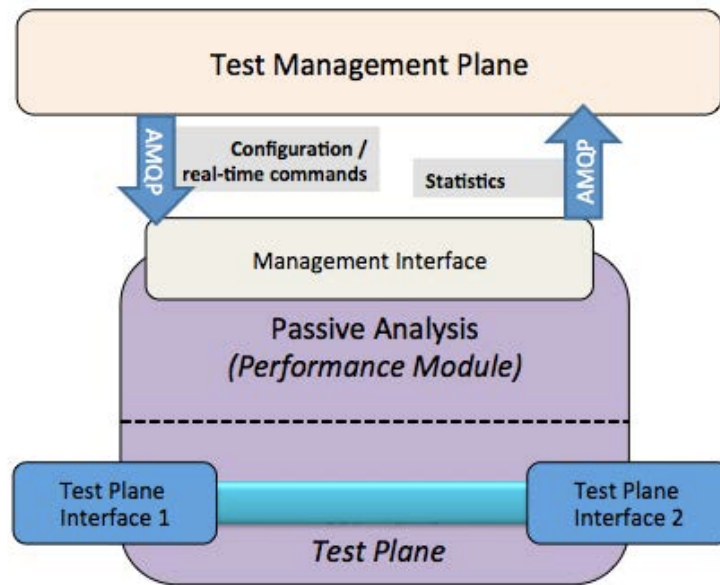 Test Management Plane
AMQP
Configuration /
real-time commands
Statistics
AMQP
Management Interface
Passive Analysis
(Performance Module)
Test Plane
Interface 1
Test Plane
Interface 2
Test Plane